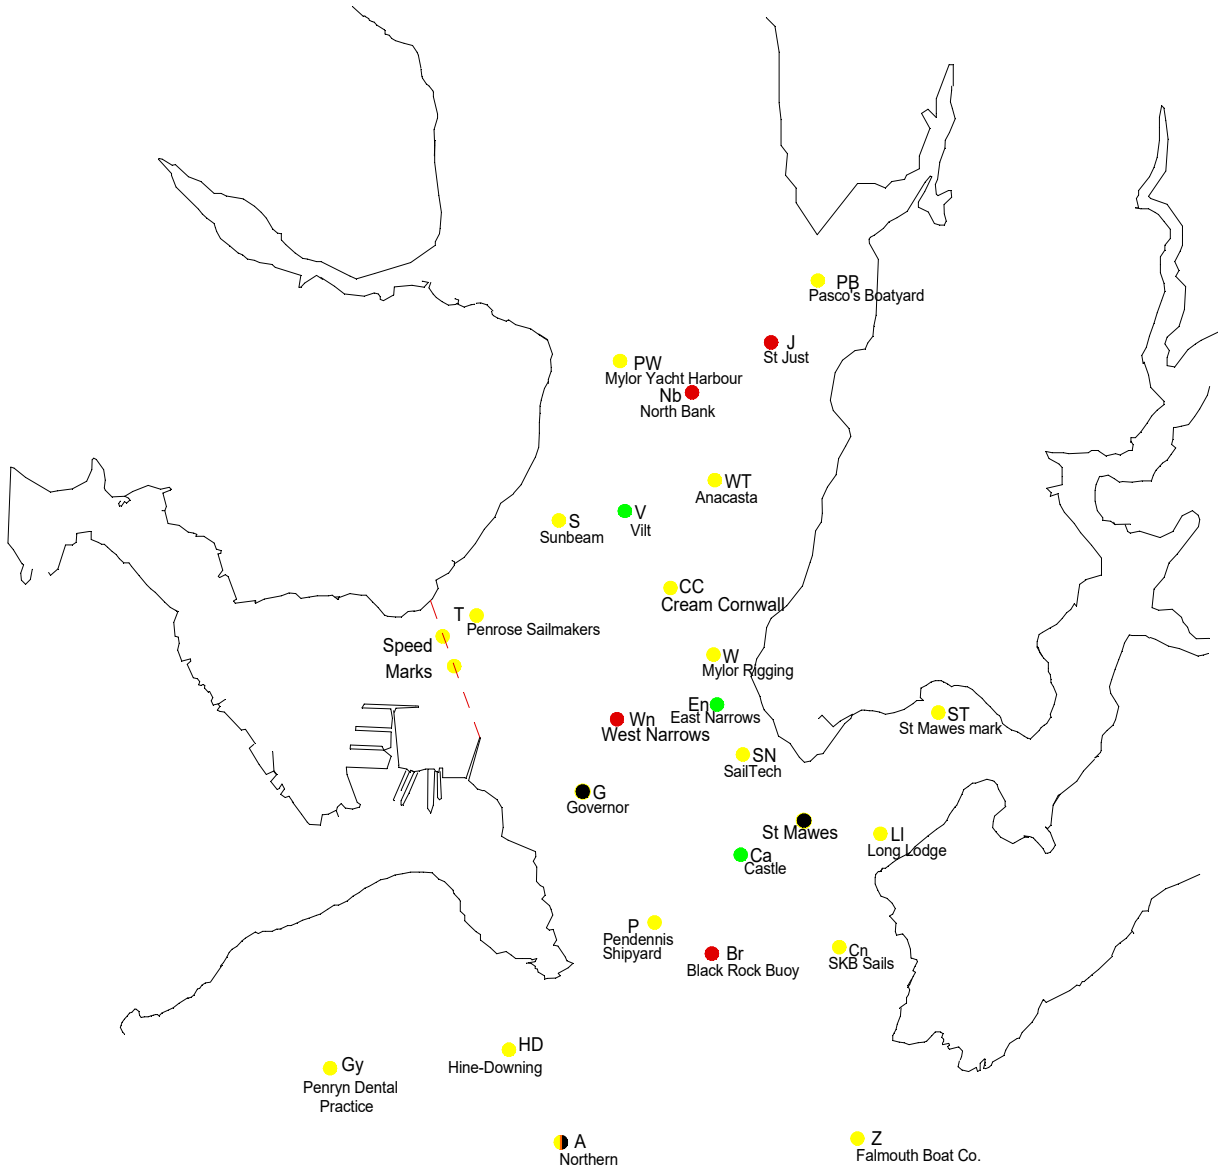 PB
Pasco's Boatyard
J
St Just
PW
Mylor Yacht Harbour
Nb
North Bank
WT
Anacasta
V
Vilt
S
Sunbeam
CC
Cream Cornwall
T
Penrose Sailmakers
Speed
Marks
W
Mylor Rigging
En
East Narrows
Wn
West Narrows
ST
St Mawes mark
SN
SailTech
G
Governor
St Mawes
Ll
Long Lodge
Ca
Castle
P
Pendennis
Shipyard
Br
Black Rock Buoy
Cn
SKB Sails
HD
Hine-Downing
Gy
Penryn Dental
Practice
A
Northern
Z
Falmouth Boat Co.